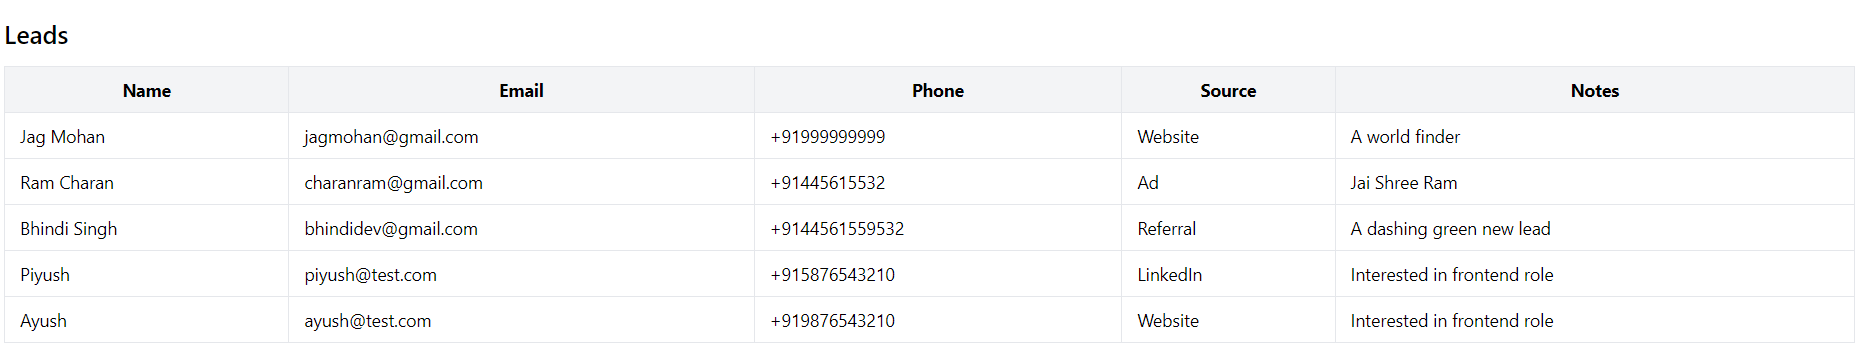 Leads
Name Email Phone Source Notes
Jag Mohan jagmohan@gmail.com +91999999999 Website A world finder
Ram Charan charanram@gmail.com +91445615532 Ad Jai Shree Ram
Bhindi Singh bhindidev@gmail.com +9144561559532 Referral A dashing green new lead
Piyush piyush@test.com +915876543210 LinkedIn Interested in frontend role
Ayush ayush@test.com +919876543210 Website Interested in frontend role